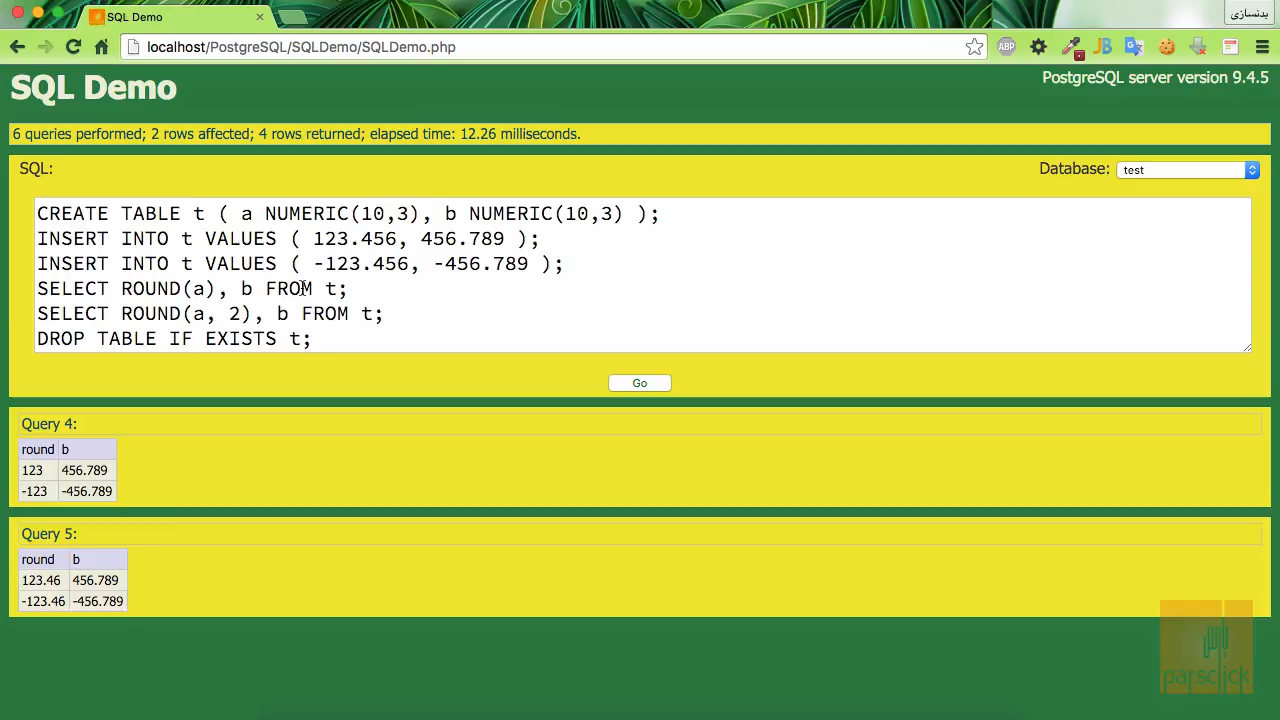 SQL Demo
بدنسازی
localhost/PostgreSQL/SQLDemo/SQLDemo.php
ABP
JB
SQL Demo
PostgreSQL server version 9.4.5
6 queries performed; 2 rows affected; 4 rows returned; elapsed time: 12.26 milliseconds.
SQL:
Database: test
CREATE TABLE t ( a NUMERIC(10,3), b NUMERIC(10,3) );
INSERT INTO t VALUES ( 123.456, 456.789 );
INSERT INTO t VALUES ( -123.456, -456.789 );
SELECT ROUND(a), b FROM t;
SELECT ROUND(a, 2), b FROM t;
DROP TABLE IF EXISTS t;
Go
Query 4:
round b
123 456.789
-123 -456.789
Query 5:
round b
123.46 456.789
-123.46 -456.789
پارس
parsclick